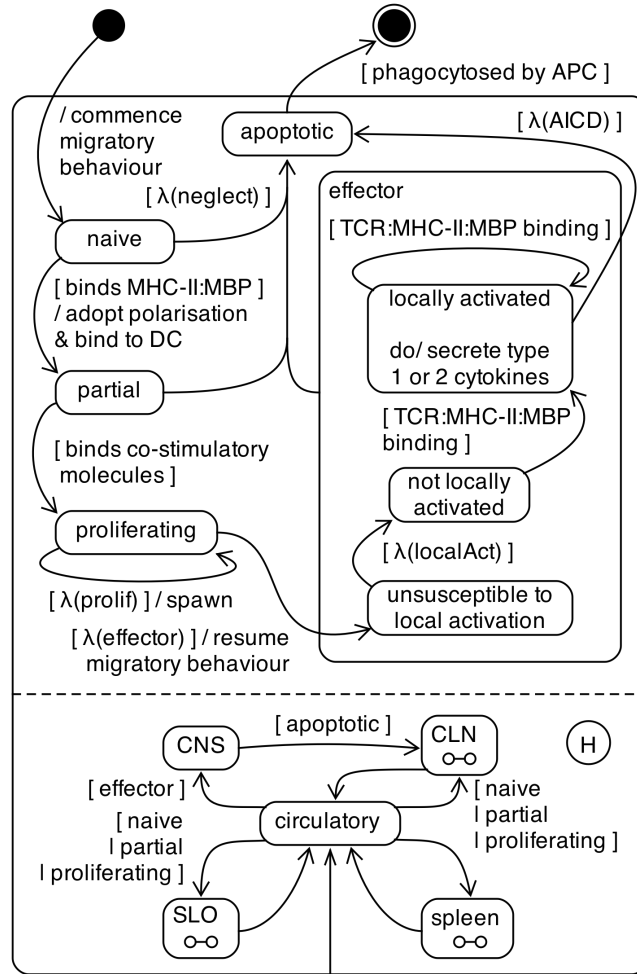 [ phagocytosed by APC ]
/ commence
migratory
behaviour
apoptotic
[ λ(AICD) ]
[ λ(neglect) ]
effector
naive
[ TCR:MHC-II:MBP binding ]
[ binds MHC-II:MBP ]
/ adopt polarisation
& bind to DC
locally activated
do/ secrete type
1 or 2 cytokines
partial
[ TCR:MHC-II:MBP
binding ]
[ binds co-stimulatory
molecules ]
not locally
activated
proliferating
[ λ(localAct) ]
[ λ(prolif) ] / spawn
unsusceptible to
local activation
[ λ(effector) ] / resume
migratory behaviour
[ apoptotic ]
CNS
CLN
H
[ effector ]
[ naive
| partial
| proliferating ]
circulatory
[ naive
| partial
| proliferating ]
SLO
spleen